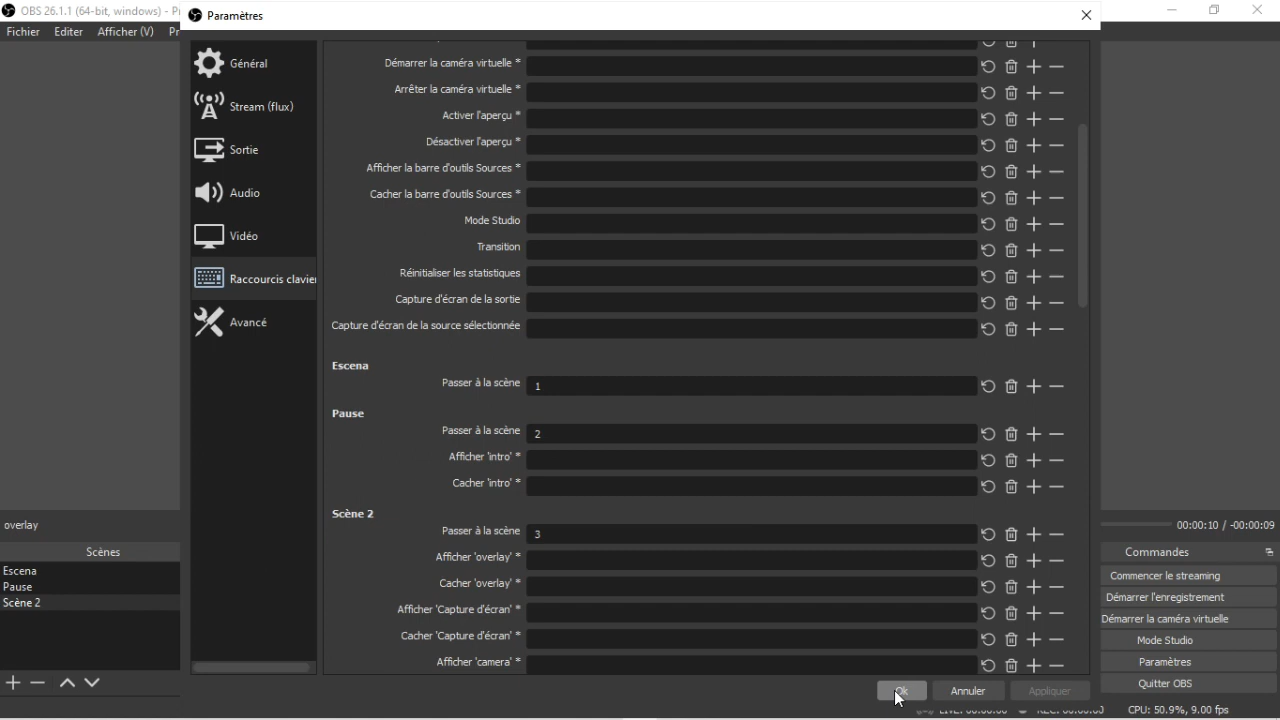 OBS 26.1.1 (64-bit, windows) - P
Fichier Editer Afficher (V) Pr
Paramètres
Général
Stream (flux)
Sortie
Audio
Vidéo
Raccourcis clavier
Avancé
Démarrer la caméra virtuelle *
Arrêter la caméra virtuelle *
Activer l'aperçu *
Désactiver l'aperçu *
Afficher la barre d'outils Sources *
Cacher la barre d'outils Sources *
Mode Studio
Transition
Réinitialiser les statistiques
Capture d'écran de la sortie
Capture d'écran de la source sélectionnée
Escena
Passer à la scène 1
Pause
Passer à la scène 2
Afficher 'intro' *
Cacher 'intro' *
Scène 2
Passer à la scène 3
Afficher 'overlay' *
Cacher 'overlay' *
Afficher 'Capture d'écran' *
Cacher 'Capture d'écran' *
Afficher 'camera' *
Ok Annuler Appliquer
overlay
Scènes
Escena
Pause
Scène 2
00:00:10 / -00:00:09
Commandes
Commencer le streaming
Démarrer l'enregistrement
Démarrer la caméra virtuelle
Mode Studio
Paramètres
Quitter OBS
CPU: 50.9%, 9.00 fps